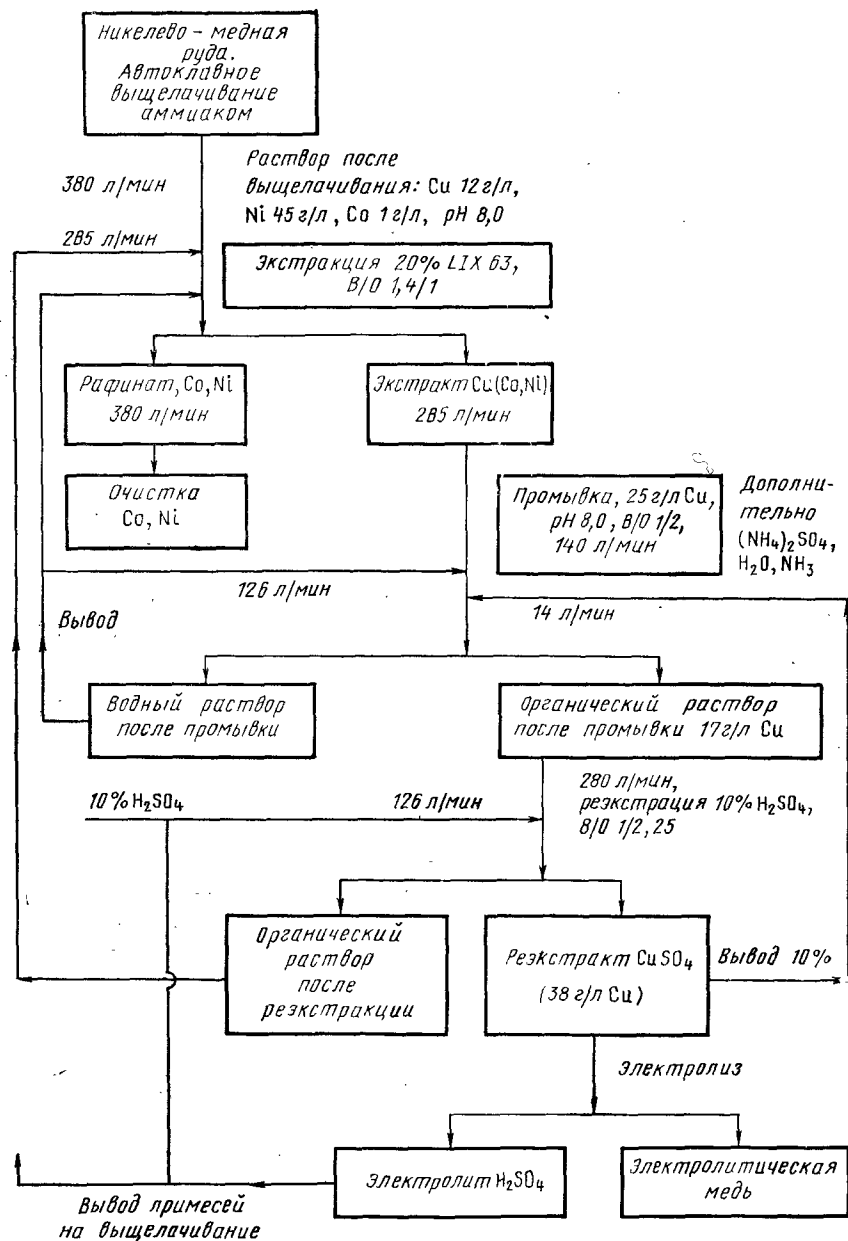 Никелево-медная
руда.
Автоклавное
выщелачивание
аммиаком
380 л/мин
Раствор после
выщелачивания: Cu 12 г/л,
Ni 45 г/л, Co 1 г/л, pH 8,0
285 л/мин
Экстракция 20% LIX 63,
В/О 1,4/1
Рафинат, Co, Ni
380 л/мин
Экстракт Cu(Co,Ni)
285 л/мин
Очистка
Co, Ni
Промывка, 25 г/л Cu,
pH 8,0, В/О 1/2,
140 л/мин
Дополни-
тельно
(NH₄)₂SO₄,
H₂O, NH₃
126 л/мин
Вывод
14 л/мин
Водный раствор
после промывки
Органический раствор
после промывки 17 г/л Cu
280 л/мин,
реэкстрация 10% H₂SO₄,
В/О 1/2,25
10% H₂SO₄
126 л/мин
Органический
раствор
после
реэкстракции
Реэкстракт CuSO₄
(38 г/л Cu)
Вывод 10%
Электролиз
Электролит H₂SO₄
Электролитическая
медь
Вывод примесей
на выщелачивание